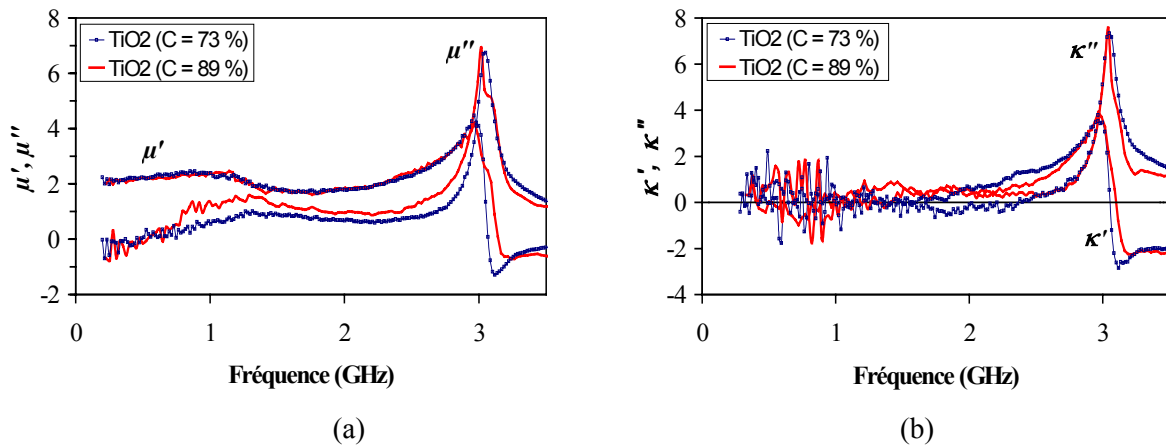 8
6
4
2
0
-2
μ', μ''
TiO2 (C = 73 %)
TiO2 (C = 89 %)
μ''
μ'
0
1
2
3
Fréquence (GHz)
(a)
8
6
4
2
0
-2
-4
κ', κ''
TiO2 (C = 73 %)
TiO2 (C = 89 %)
κ''
κ'
0
1
2
3
Fréquence (GHz)
(b)